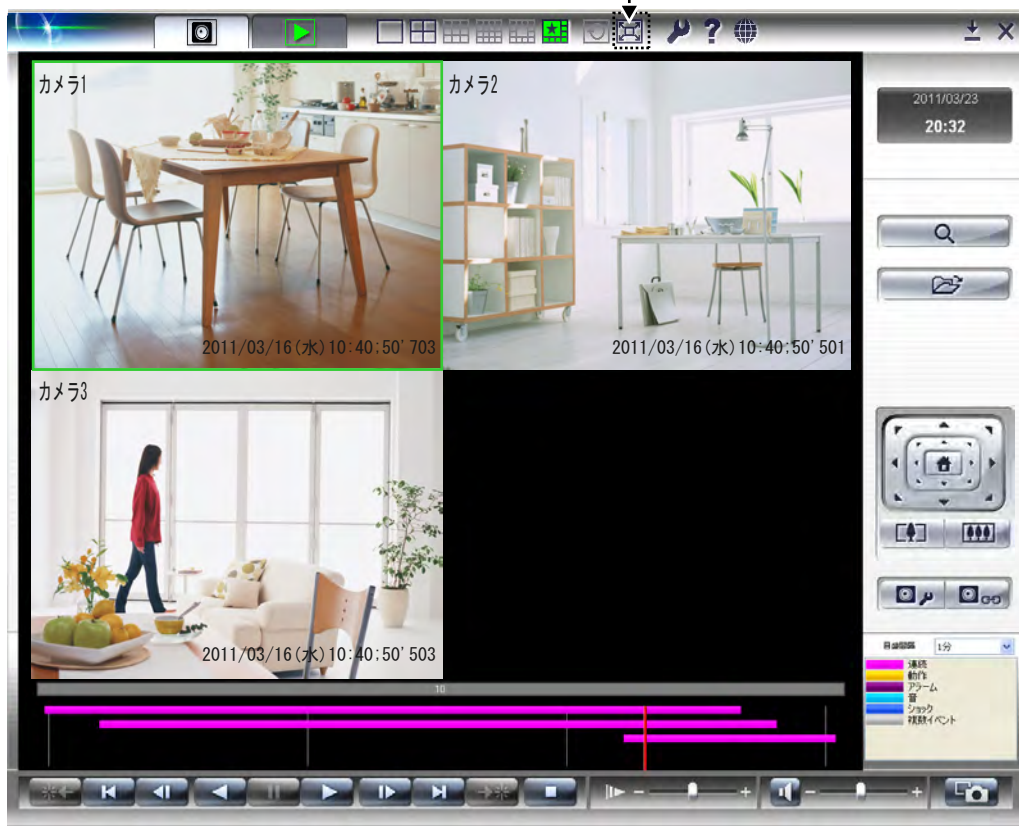 カメラ1
カメラ2
2011/03/23
20:32
2011/03/16(水)10:40:50'703
2011/03/16(水)10:40:50'501
カメラ3
2011/03/16(水)10:40:50'503
10
目盛間隔
1分
連続
動作
アラーム
音
ショック
複数イベント